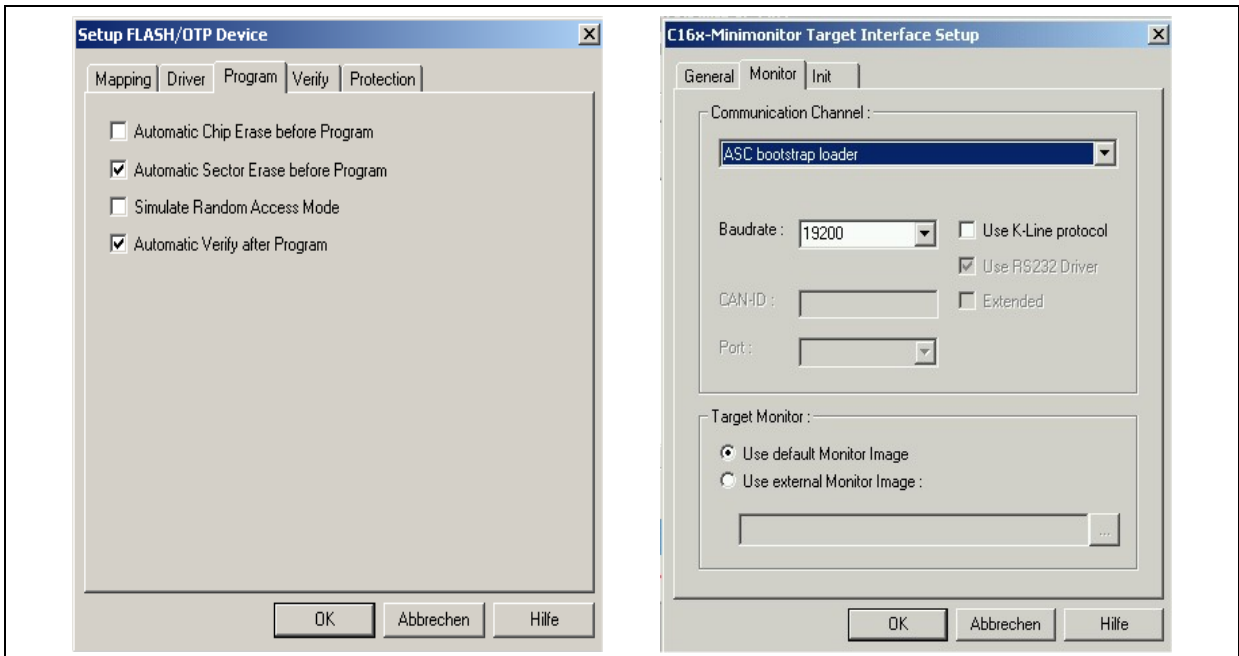 Setup FLASH/OTP Device
Mapping Driver Program Verify Protection
Automatic Chip Erase before Program
Automatic Sector Erase before Program
Simulate Random Access Mode
Automatic Verify after Program
OK Abbrechen Hilfe
C16x-Minimonitor Target Interface Setup
General Monitor Init
Communication Channel :
ASC bootstrap loader
Baudrate : 19200 Use K-Line protocol
Use RS232 Driver
CAN-ID : Extended
Port :
Target Monitor :
Use default Monitor Image
Use external Monitor Image :
...
OK Abbrechen Hilfe